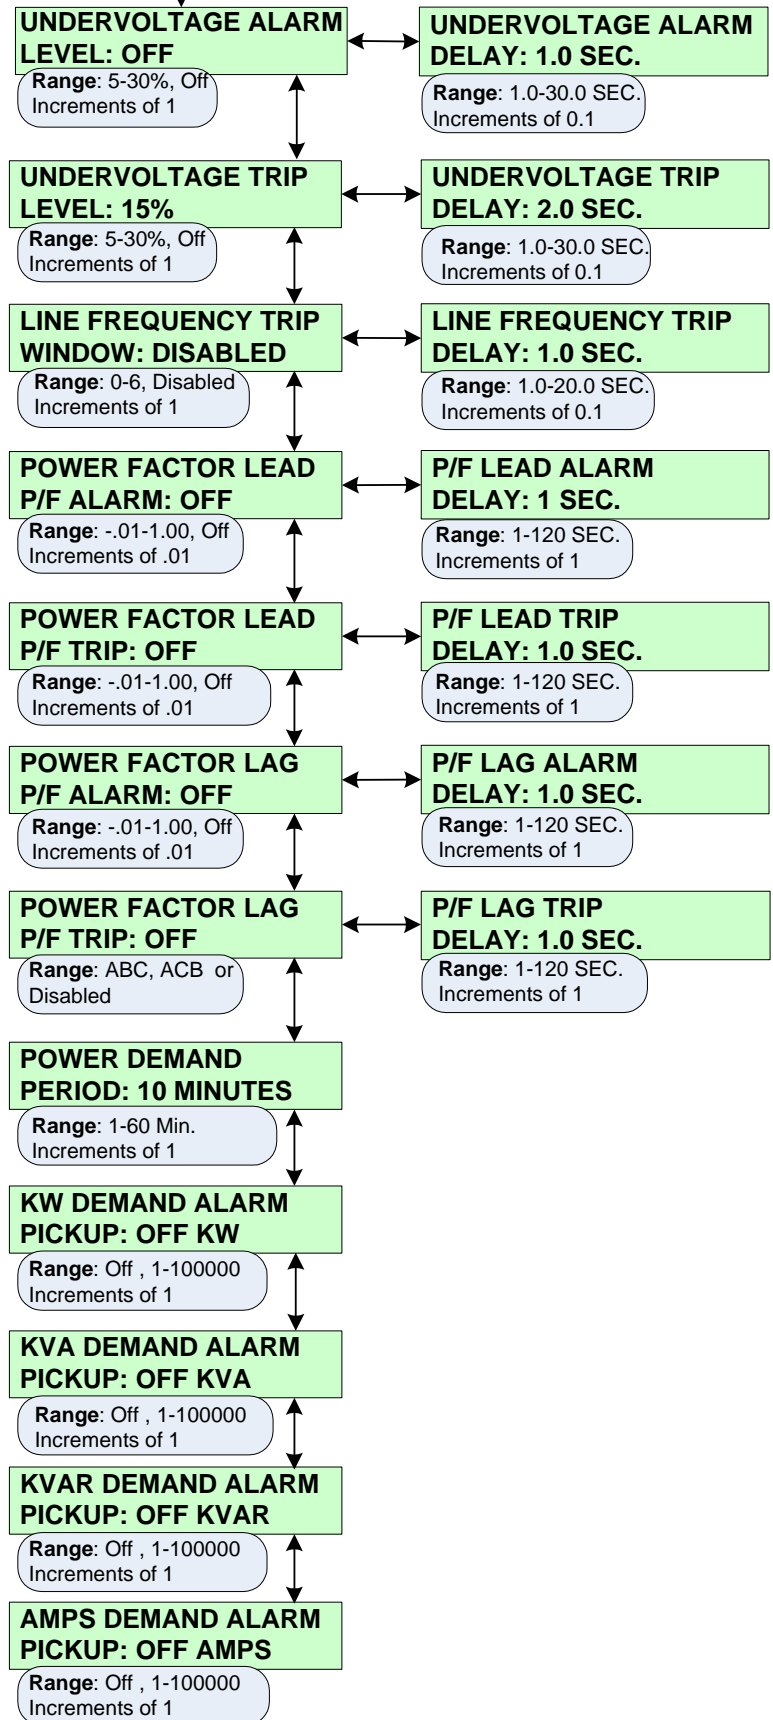 UNDERVOLTAGE ALARM
LEVEL: OFF
Range: 5-30%, Off
Increments of 1
UNDERVOLTAGE ALARM
DELAY: 1.0 SEC.
Range: 1.0-30.0 SEC.
Increments of 0.1
UNDERVOLTAGE TRIP
LEVEL: 15%
Range: 5-30%, Off
Increments of 1
UNDERVOLTAGE TRIP
DELAY: 2.0 SEC.
Range: 1.0-30.0 SEC.
Increments of 0.1
LINE FREQUENCY TRIP
WINDOW: DISABLED
Range: 0-6, Disabled
Increments of 1
LINE FREQUENCY TRIP
DELAY: 1.0 SEC.
Range: 1.0-20.0 SEC.
Increments of 0.1
POWER FACTOR LEAD
P/F ALARM: OFF
Range: -.01-1.00, Off
Increments of .01
P/F LEAD ALARM
DELAY: 1 SEC.
Range: 1-120 SEC.
Increments of 1
POWER FACTOR LEAD
P/F TRIP: OFF
Range: -.01-1.00, Off
Increments of .01
P/F LEAD TRIP
DELAY: 1.0 SEC.
Range: 1-120 SEC.
Increments of 1
POWER FACTOR LAG
P/F ALARM: OFF
Range: -.01-1.00, Off
Increments of .01
P/F LAG ALARM
DELAY: 1.0 SEC.
Range: 1-120 SEC.
Increments of 1
POWER FACTOR LAG
P/F TRIP: OFF
Range: ABC, ACB or
Disabled
P/F LAG TRIP
DELAY: 1.0 SEC.
Range: 1-120 SEC.
Increments of 1
POWER DEMAND
PERIOD: 10 MINUTES
Range: 1-60 Min.
Increments of 1
KW DEMAND ALARM
PICKUP: OFF KW
Range: Off , 1-100000
Increments of 1
KVA DEMAND ALARM
PICKUP: OFF KVA
Range: Off , 1-100000
Increments of 1
KVAR DEMAND ALARM
PICKUP: OFF KVAR
Range: Off , 1-100000
Increments of 1
AMPS DEMAND ALARM
PICKUP: OFF AMPS
Range: Off , 1-100000
Increments of 1